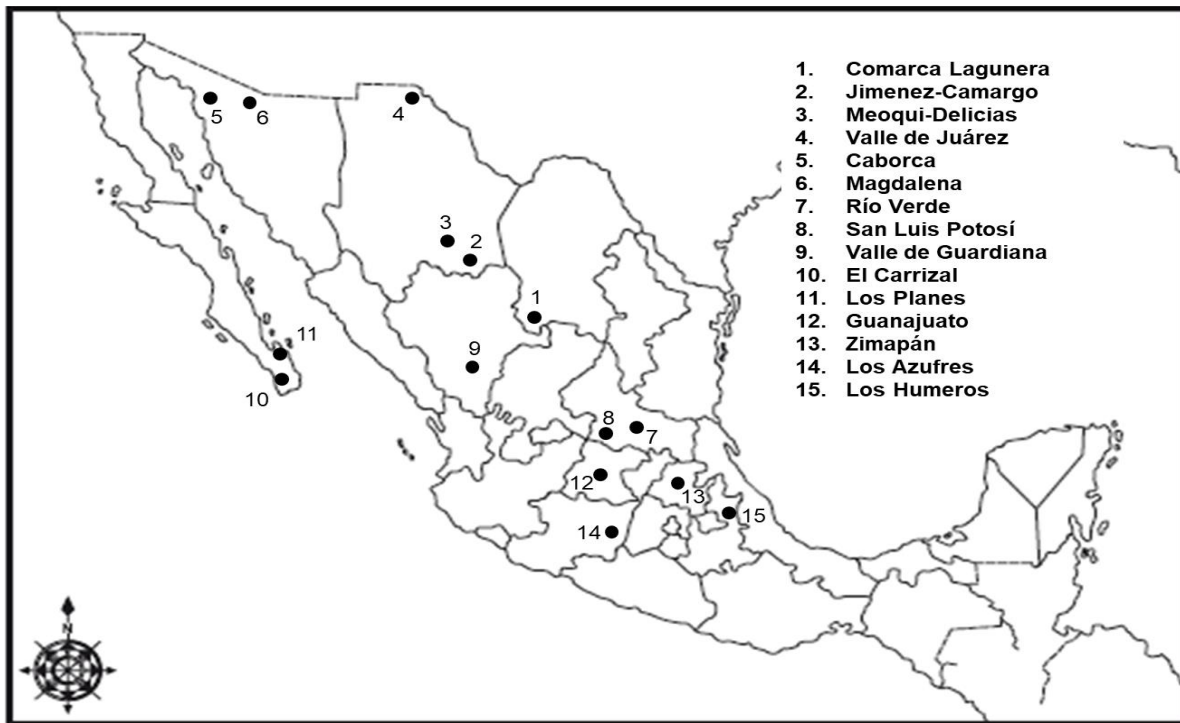 1. Comarca Lagunera
2. Jimenez-Camargo
3. Meoqui-Delicias
4. Valle de Juárez
5. Caborca
6. Magdalena
7. Río Verde
8. San Luis Potosí
9. Valle de Guardiana
10. El Carrizal
11. Los Planes
12. Guanajuato
13. Zimapán
14. Los Azufres
15. Los Humeros
5
6
4
3
2
1
11
9
10
8
7
12
13
15
14
N